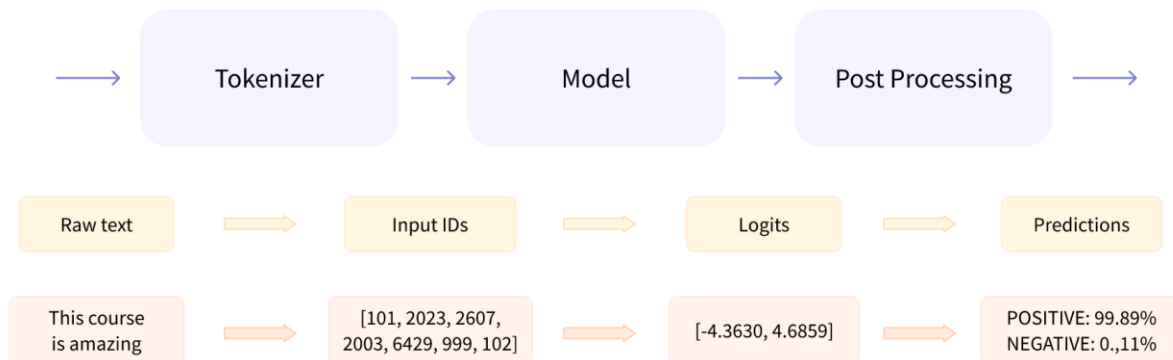 Tokenizer
Model
Post Processing
Raw text
Input IDs
Logits
Predictions
This course
is amazing
[101, 2023, 2607,
2003, 6429, 999, 102]
[-4.3630, 4.6859]
POSITIVE: 99.89%
NEGATIVE: 0.,11%